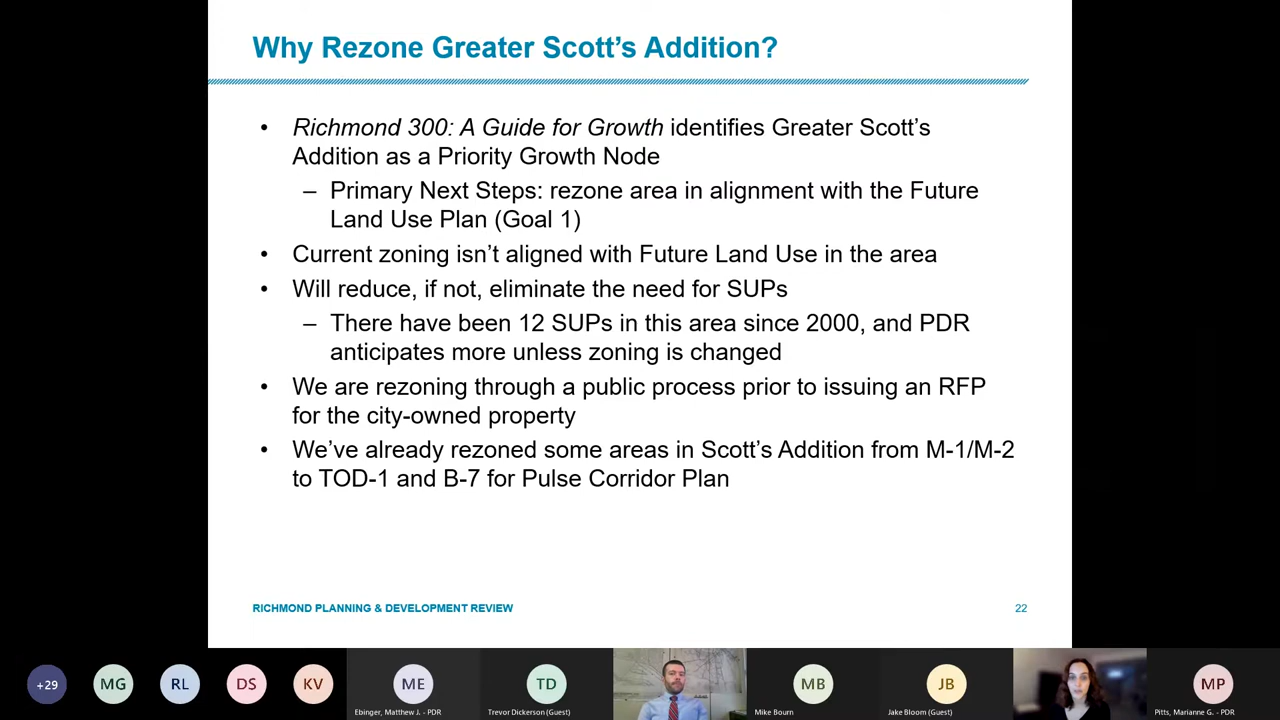 Why Rezone Greater Scott's Addition?
• Richmond 300: A Guide for Growth identifies Greater Scott's
Addition as a Priority Growth Node
– Primary Next Steps: rezone area in alignment with the Future
Land Use Plan (Goal 1)
• Current zoning isn't aligned with Future Land Use in the area
• Will reduce, if not, eliminate the need for SUPs
– There have been 12 SUPs in this area since 2000, and PDR
anticipates more unless zoning is changed
• We are rezoning through a public process prior to issuing an RFP
for the city-owned property
• We've already rezoned some areas in Scott's Addition from M-1/M-2
to TOD-1 and B-7 for Pulse Corridor Plan
RICHMOND PLANNING & DEVELOPMENT REVIEW 22
+29 MG RL DS KV ME TD MB JB MP
Ebinger, Matthew J. - PDR Trevor Dickerson (Guest) Mike Bourn Jake Bloom (Guest) Pitts, Marianne G. - PDR